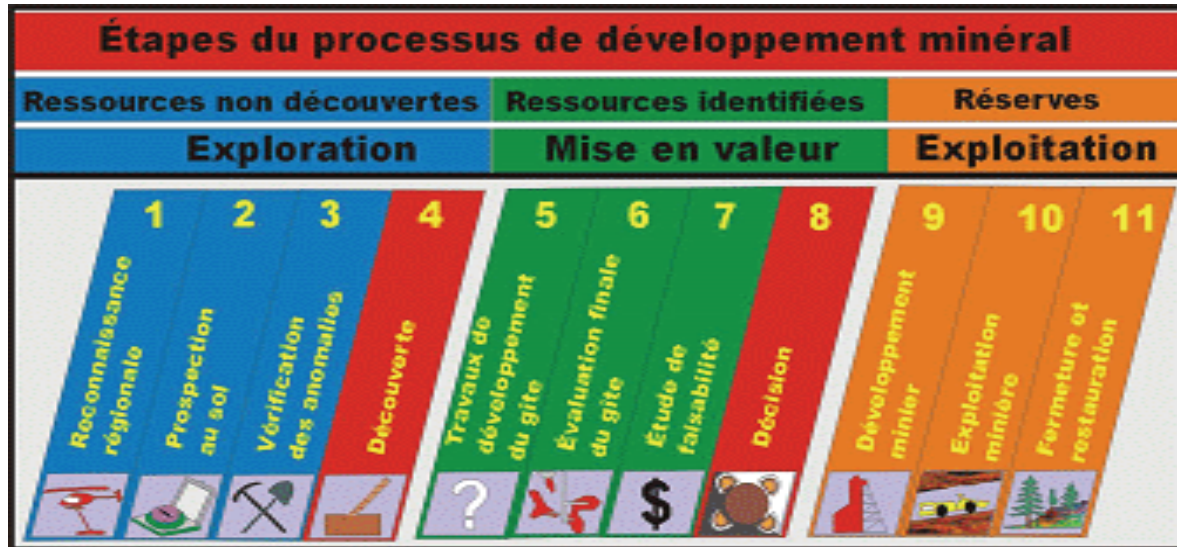 Étapes du processus de développement minéral
Ressources non découvertes
Ressources identifiées
Réserves
Exploration
Mise en valeur
Exploitation
1
Reconnaissance
régionale
2
Prospection
au sol
3
Vérification
des anomalies
4
Découverte
5
Travaux de
développement
du gîte
6
Évaluation finale
du gîte
7
Étude de
faisabilité
8
Décision
9
Développement
minier
10
Exploitation
minière
11
Fermeture et
restauration
?
$